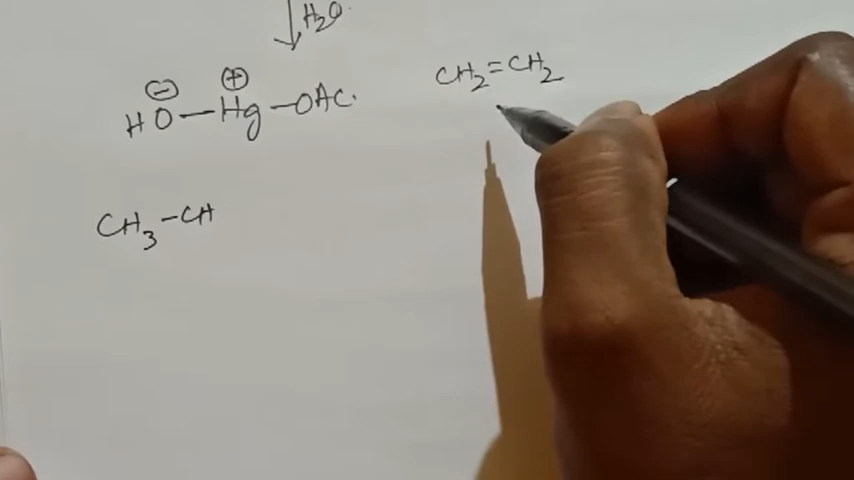 ↓ H₂O.
CH₂=CH₂
⊖ ⊕
HO—Hg—OAc.
CH₃–CH